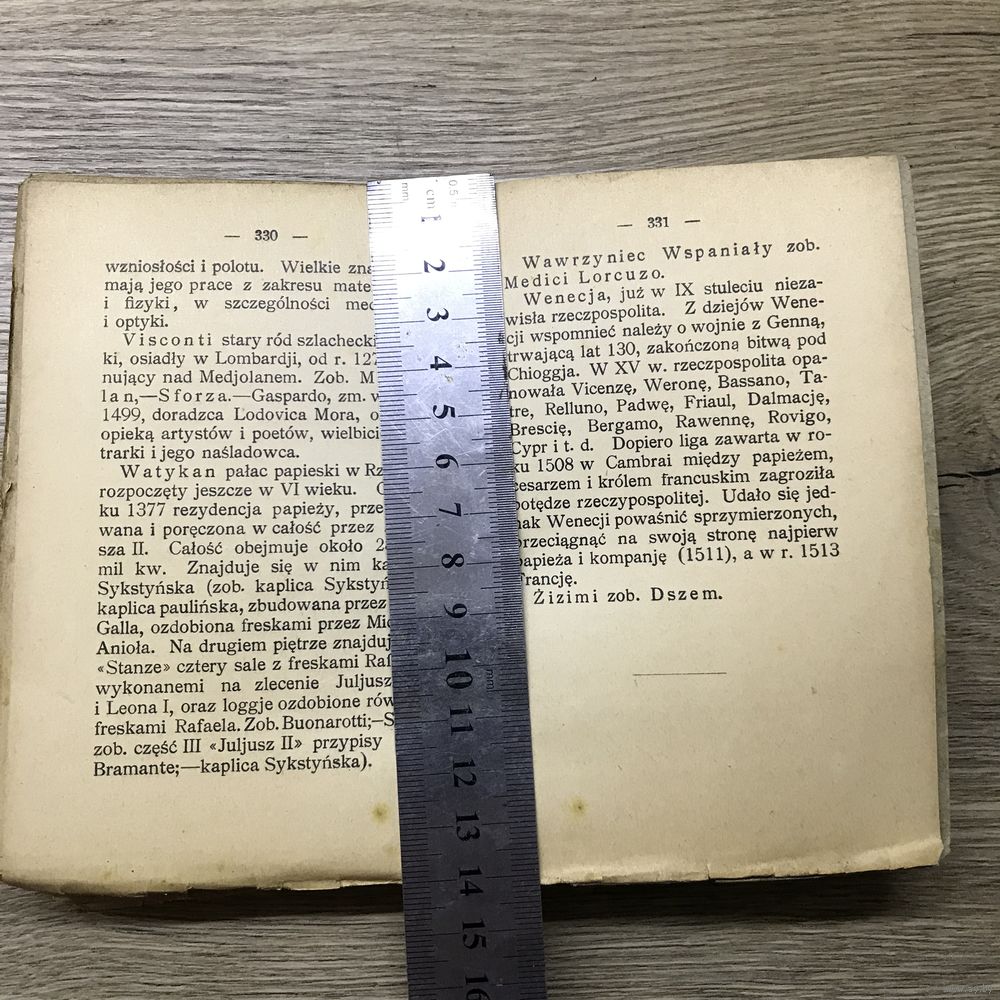 — 330 —
wzniosłości i polotu. Wielkie
mają jego prace z zakresu
i fizyki, w szczególności
i optyki.
Visconti stary ród szlachecki
ki, osiadły w Lombardji, od r.
nujący nad Medjolanem. Zob.
lan,—Sforza.—Gaspardo, zm.
1499, doradzca Lodovica Mora,
opieką artystów i poetów,
trarki i jego naśladowca.
Watykan pałac papieski w
rozpoczęty jeszcze w VI wieku.
ku 1377 rezydencja papieży,
wana i poręczona w całość przez
sza II. Całość obejmuje około
mil kw. Znajduje się w nim
Sykstyńska (zob. kaplica
kaplica paulińska, zbudowana przez
Galla, ozdobiona freskami przez
Anioła. Na drugiem piętrze
«Stanze» cztery sale z freskami
wykonanemi na zlecenie
i Leona I, oraz loggje ozdobione
freskami Rafaela. Zob. Buonarotti;—S
zob. część III «Juljusz II» przypisy
Bramante;—kaplica Sykstyńska).
— 331 —
Wawrzyniec Wspaniały zob.
Medici Lorcuzo.
Wenecja, już w IX stuleciu nieza-
wisła rzeczpospolita. Z dziejów Wene-
cji wspomnieć należy o wojnie z Genną,
trwającą lat 130, zakończoną bitwą pod
Chioggja. W XV w. rzeczpospolita opa-
nowała Vicenzę, Weronę, Bassano, Ta-
tre, Relluno, Padwę, Friaul, Dalmację,
Brescię, Bergamo, Rawennę, Rovigo,
Cypr i t. d. Dopiero liga zawarta w ro-
ku 1508 w Cambrai między papieżem,
cesarzem i królem francuskim zagroziła
potędze rzeczypospolitej. Udało się jed-
nak Wenecji powaśnić sprzymierzonych,
przeciągnąć na swoją stronę najpierw
papieża i kompanję (1511), a w r. 1513
Francję.
Żizimi zob. Dszem.
mm
cm
0.5
1
2
3
4
5
6
7
8
9
10
mm
11
12
13
14
15
16